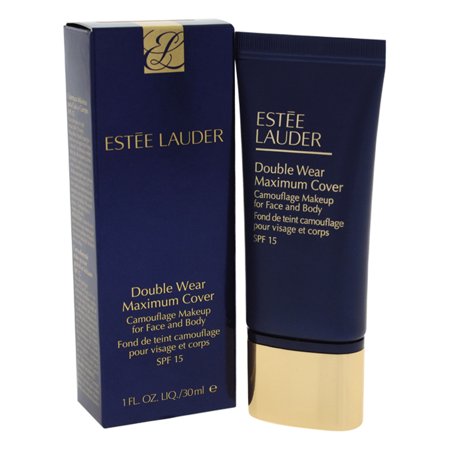 ESTĒE LAUDER
Double Wear
Maximum Cover
Camouflage Makeup
for Face and Body
Fond de teint camouflage
pour visage et corps
SPF 15
1 FL. OZ. LIQ./30ml e
ESTĒE
LAUDER
Double Wear
Maximum Cover
Camouflage Makeup
for Face and Body
Fond de teint camouflage
pour visage et corps
SPF 15